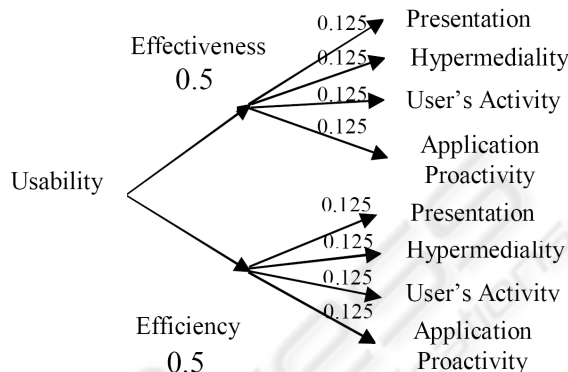 0.125 Presentation
Effectiveness
0.125 Hypermediality
0.5
0.125 User's Activity
0.125 Application
Proactivity
Usability
0.125 Presentation
0.125 Hypermediality
0.125 User's Activity
0.125 Application
Proactivity
Efficiency
0.5